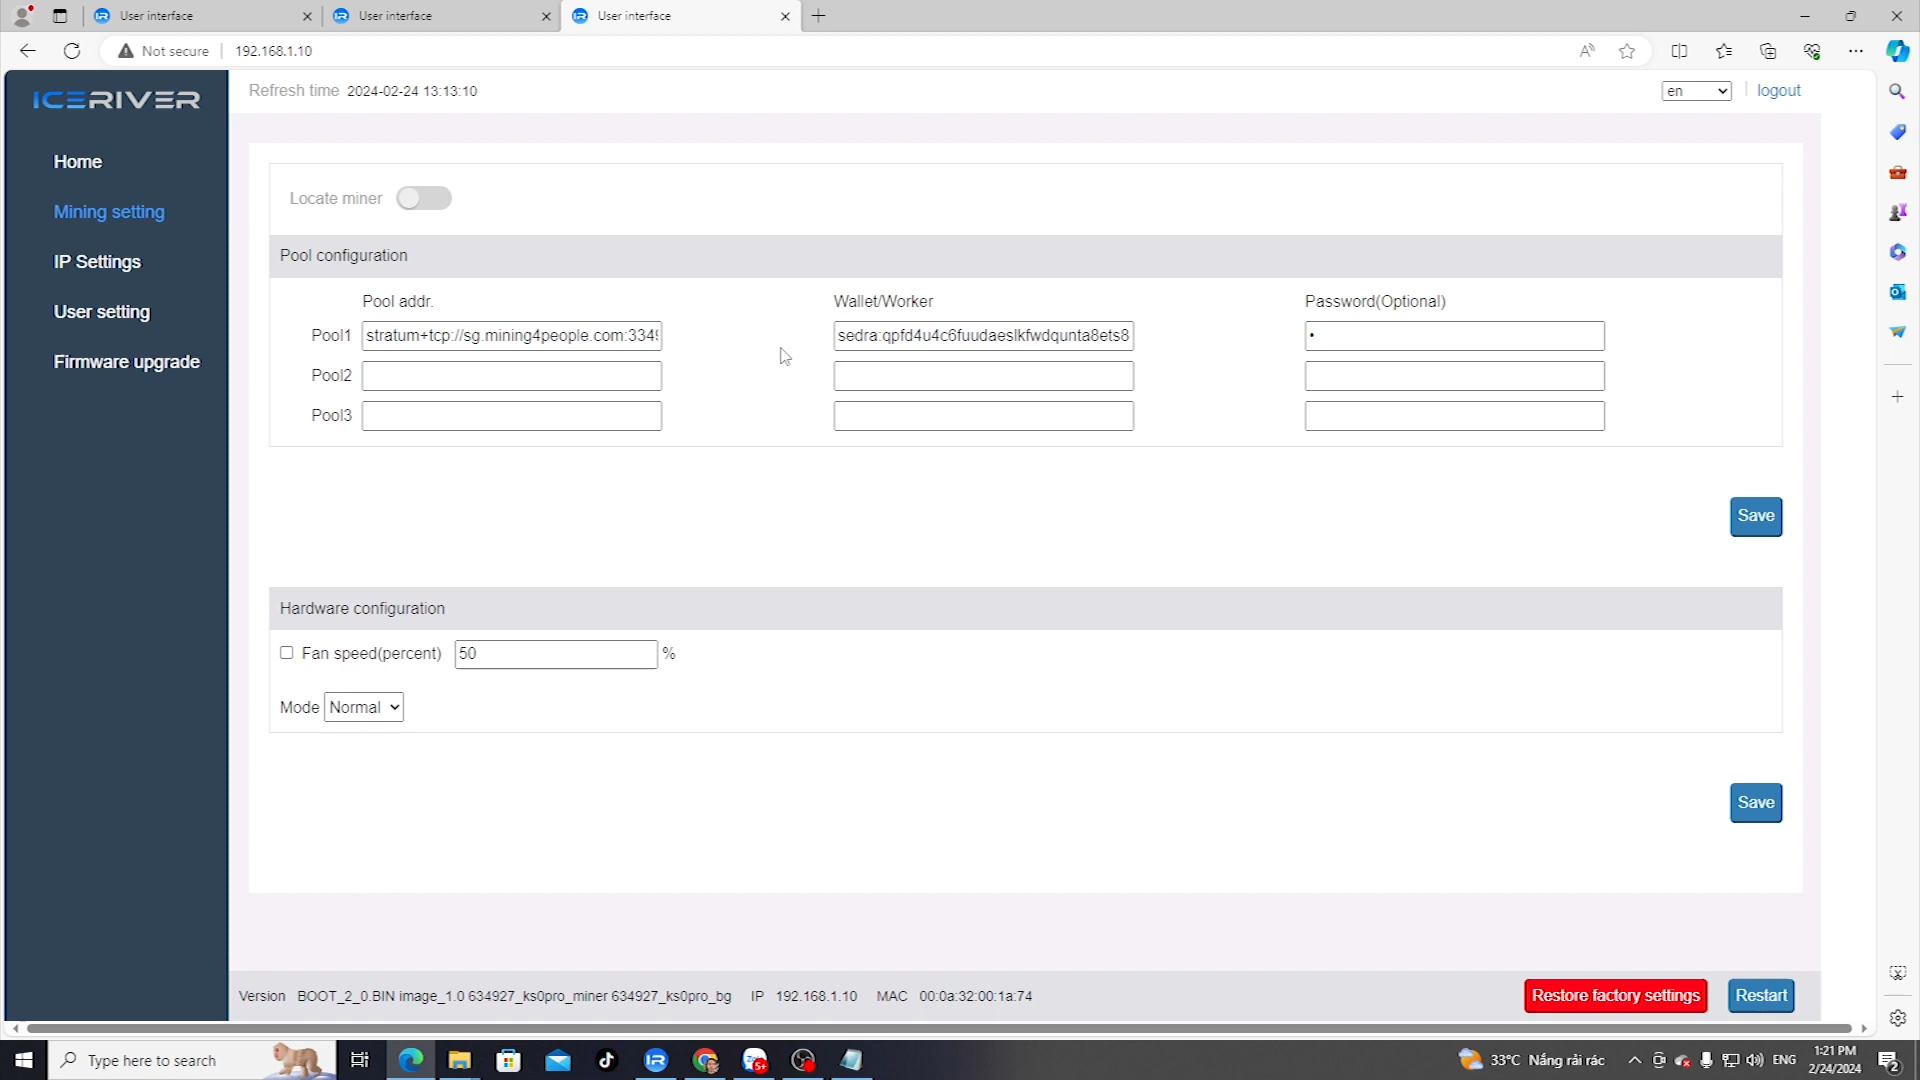 User interface
User interface
User interface
Not secure
192.168.1.10
ICERIVER
Refresh time 2024-02-24 13:13:10
en
logout
Home
Mining setting
IP Settings
User setting
Firmware upgrade
Locate miner
Pool configuration
Pool addr.
Wallet/Worker
Password(Optional)
Pool1 stratum+tcp://sg.mining4people.com:334
sedra:qpfd4u4c6fuudaeslkfwdqunta8ets8
Pool2
Pool3
Save
Hardware configuration
Fan speed(percent) 50 %
Mode Normal
Save
Version BOOT_2_0.BIN image_1.0 634927_ks0pro_miner 634927_ks0pro_bg IP 192.168.1.10 MAC 00:0a:32:00:1a:74
Restore factory settings
Restart
Type here to search
33°C Nắng rải rác
ENG
1:21 PM
2/24/2024
2